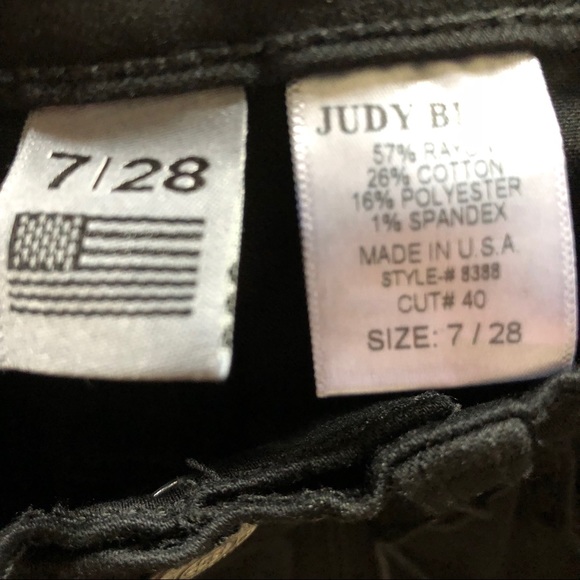 7/28
JUDY B
57% RAYON
26% COTTON
16% POLYESTER
1% SPANDEX
MADE IN U.S.A.
STYLE-# 8388
CUT# 40
SIZE: 7 / 28